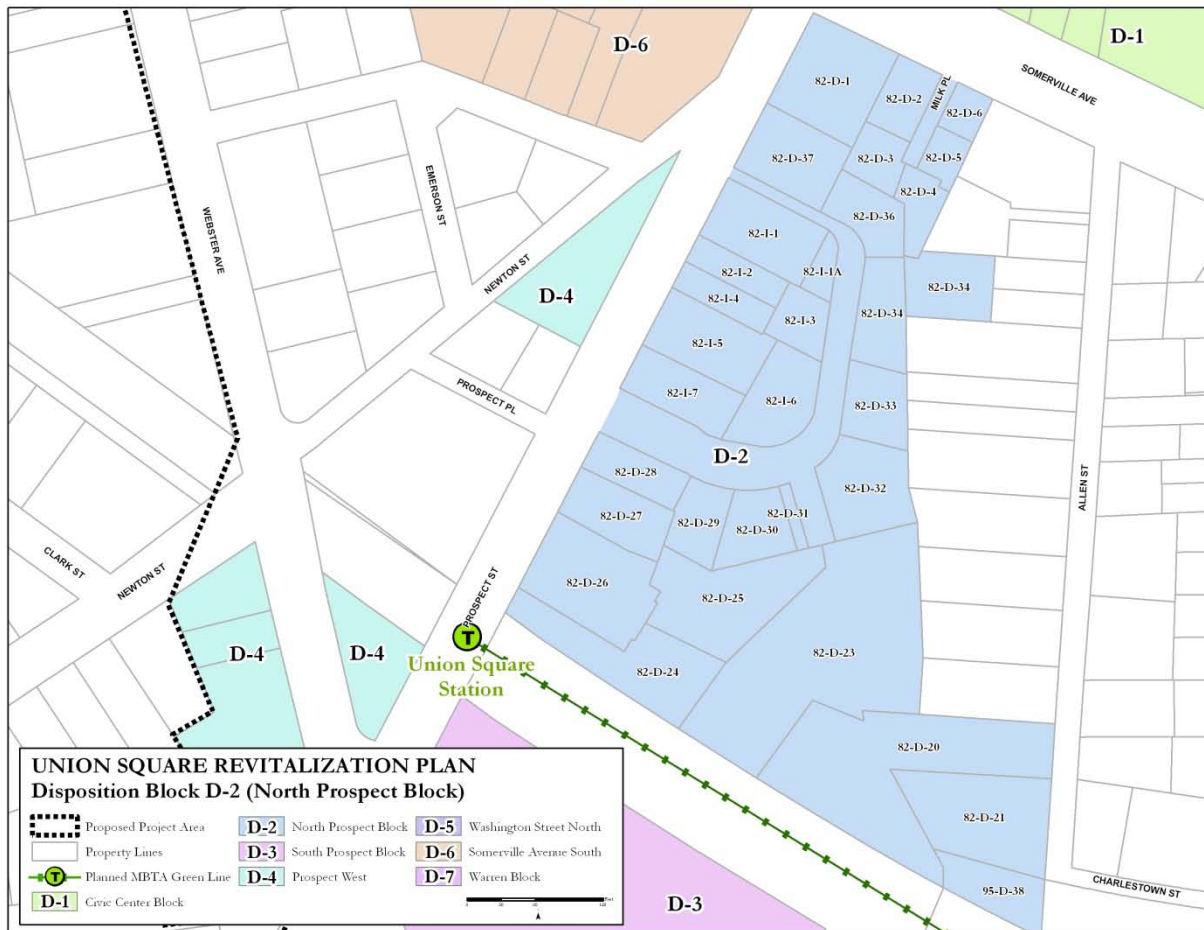 D-6
D-1
SOMERVILLE AVE
82-D-1
82-D-2
MILK PL
82-D-6
82-D-37
82-D-3
82-D-5
82-D-4
82-D-36
EMERSON ST
WEBSTER AVE
82-I-1
82-I-1A
82-I-2
82-I-4
82-I-3
82-D-34
82-D-34
NEWTON ST
D-4
82-I-5
PROSPECT PL
82-I-7
82-I-6
82-D-33
D-2
82-D-28
82-D-32
82-D-27
82-D-29
82-D-31
82-D-30
ALLEN ST
CLARK ST
NEWTON ST
82-D-26
82-D-25
PROSPECT ST
T
D-4
D-4
Union Square
Station
82-D-24
82-D-23
82-D-20
82-D-21
95-D-38
CHARLESTOWN ST
D-3
UNION SQUARE REVITALIZATION PLAN
Disposition Block D-2 (North Prospect Block)
Proposed Project Area
Property Lines
T Planned MBTA Green Line
D-1 Civic Center Block
D-2 North Prospect Block
D-3 South Prospect Block
D-4 Prospect West
D-5 Washington Street North
D-6 Somerville Avenue South
D-7 Warren Block